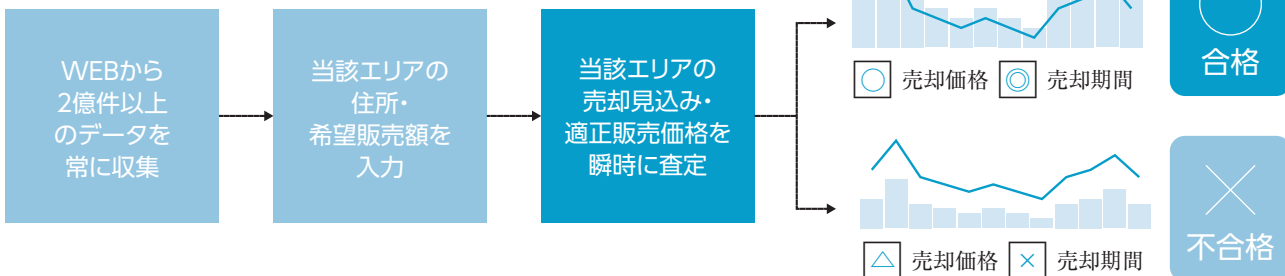 WEBから
2億件以上
のデータを
常に収集
当該エリアの
住所・
希望販売額を
入力
当該エリアの
売却見込み・
適正販売価格を
瞬時に査定
○ 売却価格 ◎ 売却期間
合格
△ 売却価格 × 売却期間
不合格